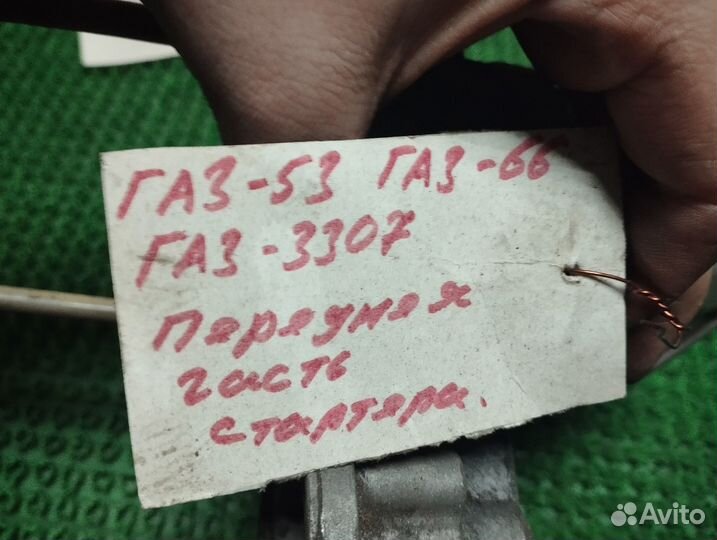 ГАЗ-53 ГАЗ-66
ГАЗ-3307
Передняя
часть
стартера.
Avito